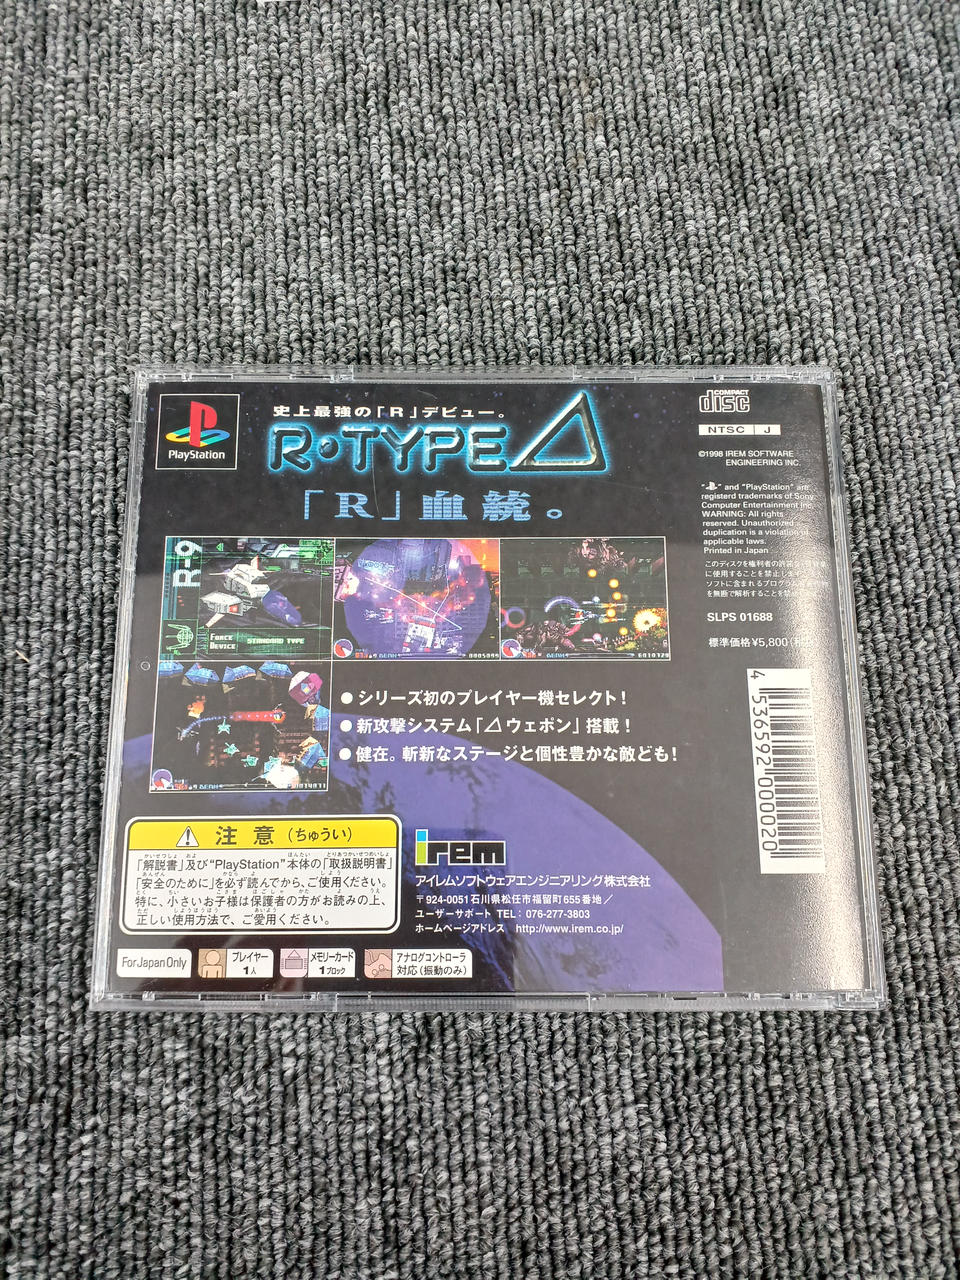 PlayStation
史上最強の「R」デビュー。
R・TYPE Δ
「R」血統。
COMPACT
disc
NTSC J
©1998 IREM SOFTWARE
ENGINEERING INC.
" " and "PlayStation" are
registerd trademarks of Sony
Computer Entertainment Inc.
WARNING: All rights
reserved. Unauthorized
duplication is a violation of
applicable laws.
Printed in Japan
SLPS 01688
標準価格¥5,800
R-9
FORCE
DEVICE
STANDARD TYPE
●シリーズ初のプレイヤー機セレクト!
●新攻撃システム「Δウェポン」搭載!
●健在。斬新なステージと個性豊かな敵ども!
4 536592 000020
注意(ちゅうい)
「解説書」及び"PlayStation"本体の「取扱説明書」
「安全のために」を必ず読んでから、ご使用ください。
特に、小さいお子様は保護者の方がお読みの上、
正しい使用方法で、ご愛用ください。
irem
アイレムソフトウェアエンジニアリング株式会社
〒924-0051石川県松任市福留町655番地/
ユーザーサポート TEL: 076-277-3803
ホームページアドレス http://www.irem.co.jp/
For Japan Only
プレイヤー
1人
メモリーカード
1ブロック
アナログコントローラ
対応(振動のみ)